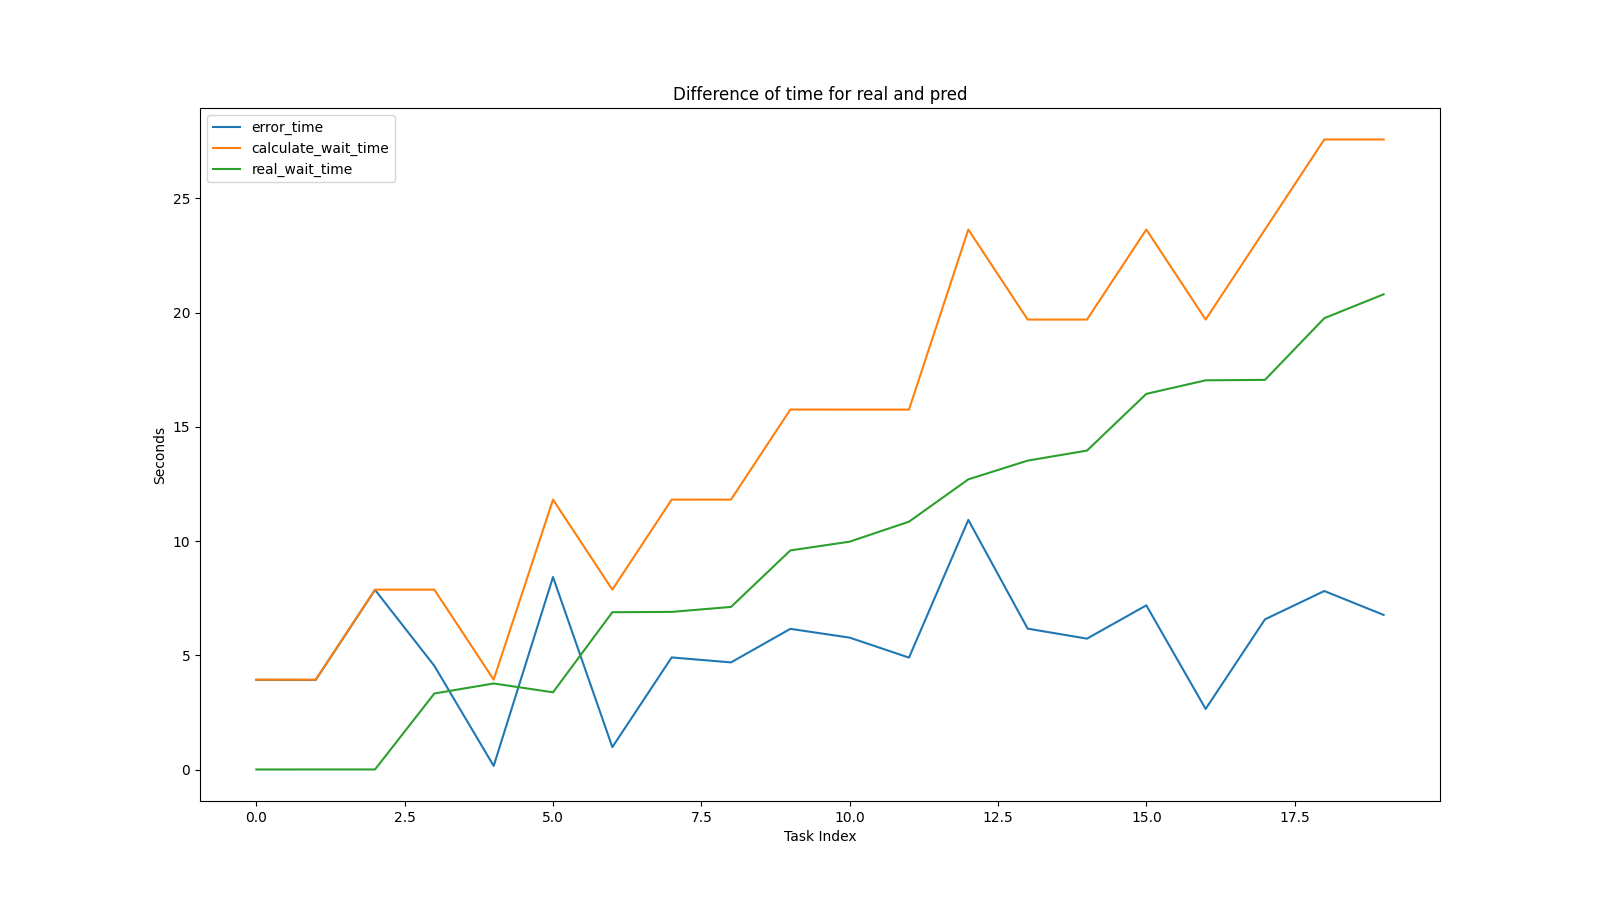 Difference of time for real and pred
error_time
calculate_wait_time
real_wait_time
25
20
15
10
5
0
Seconds
0.0 2.5 5.0 7.5 10.0 12.5 15.0 17.5
Task Index